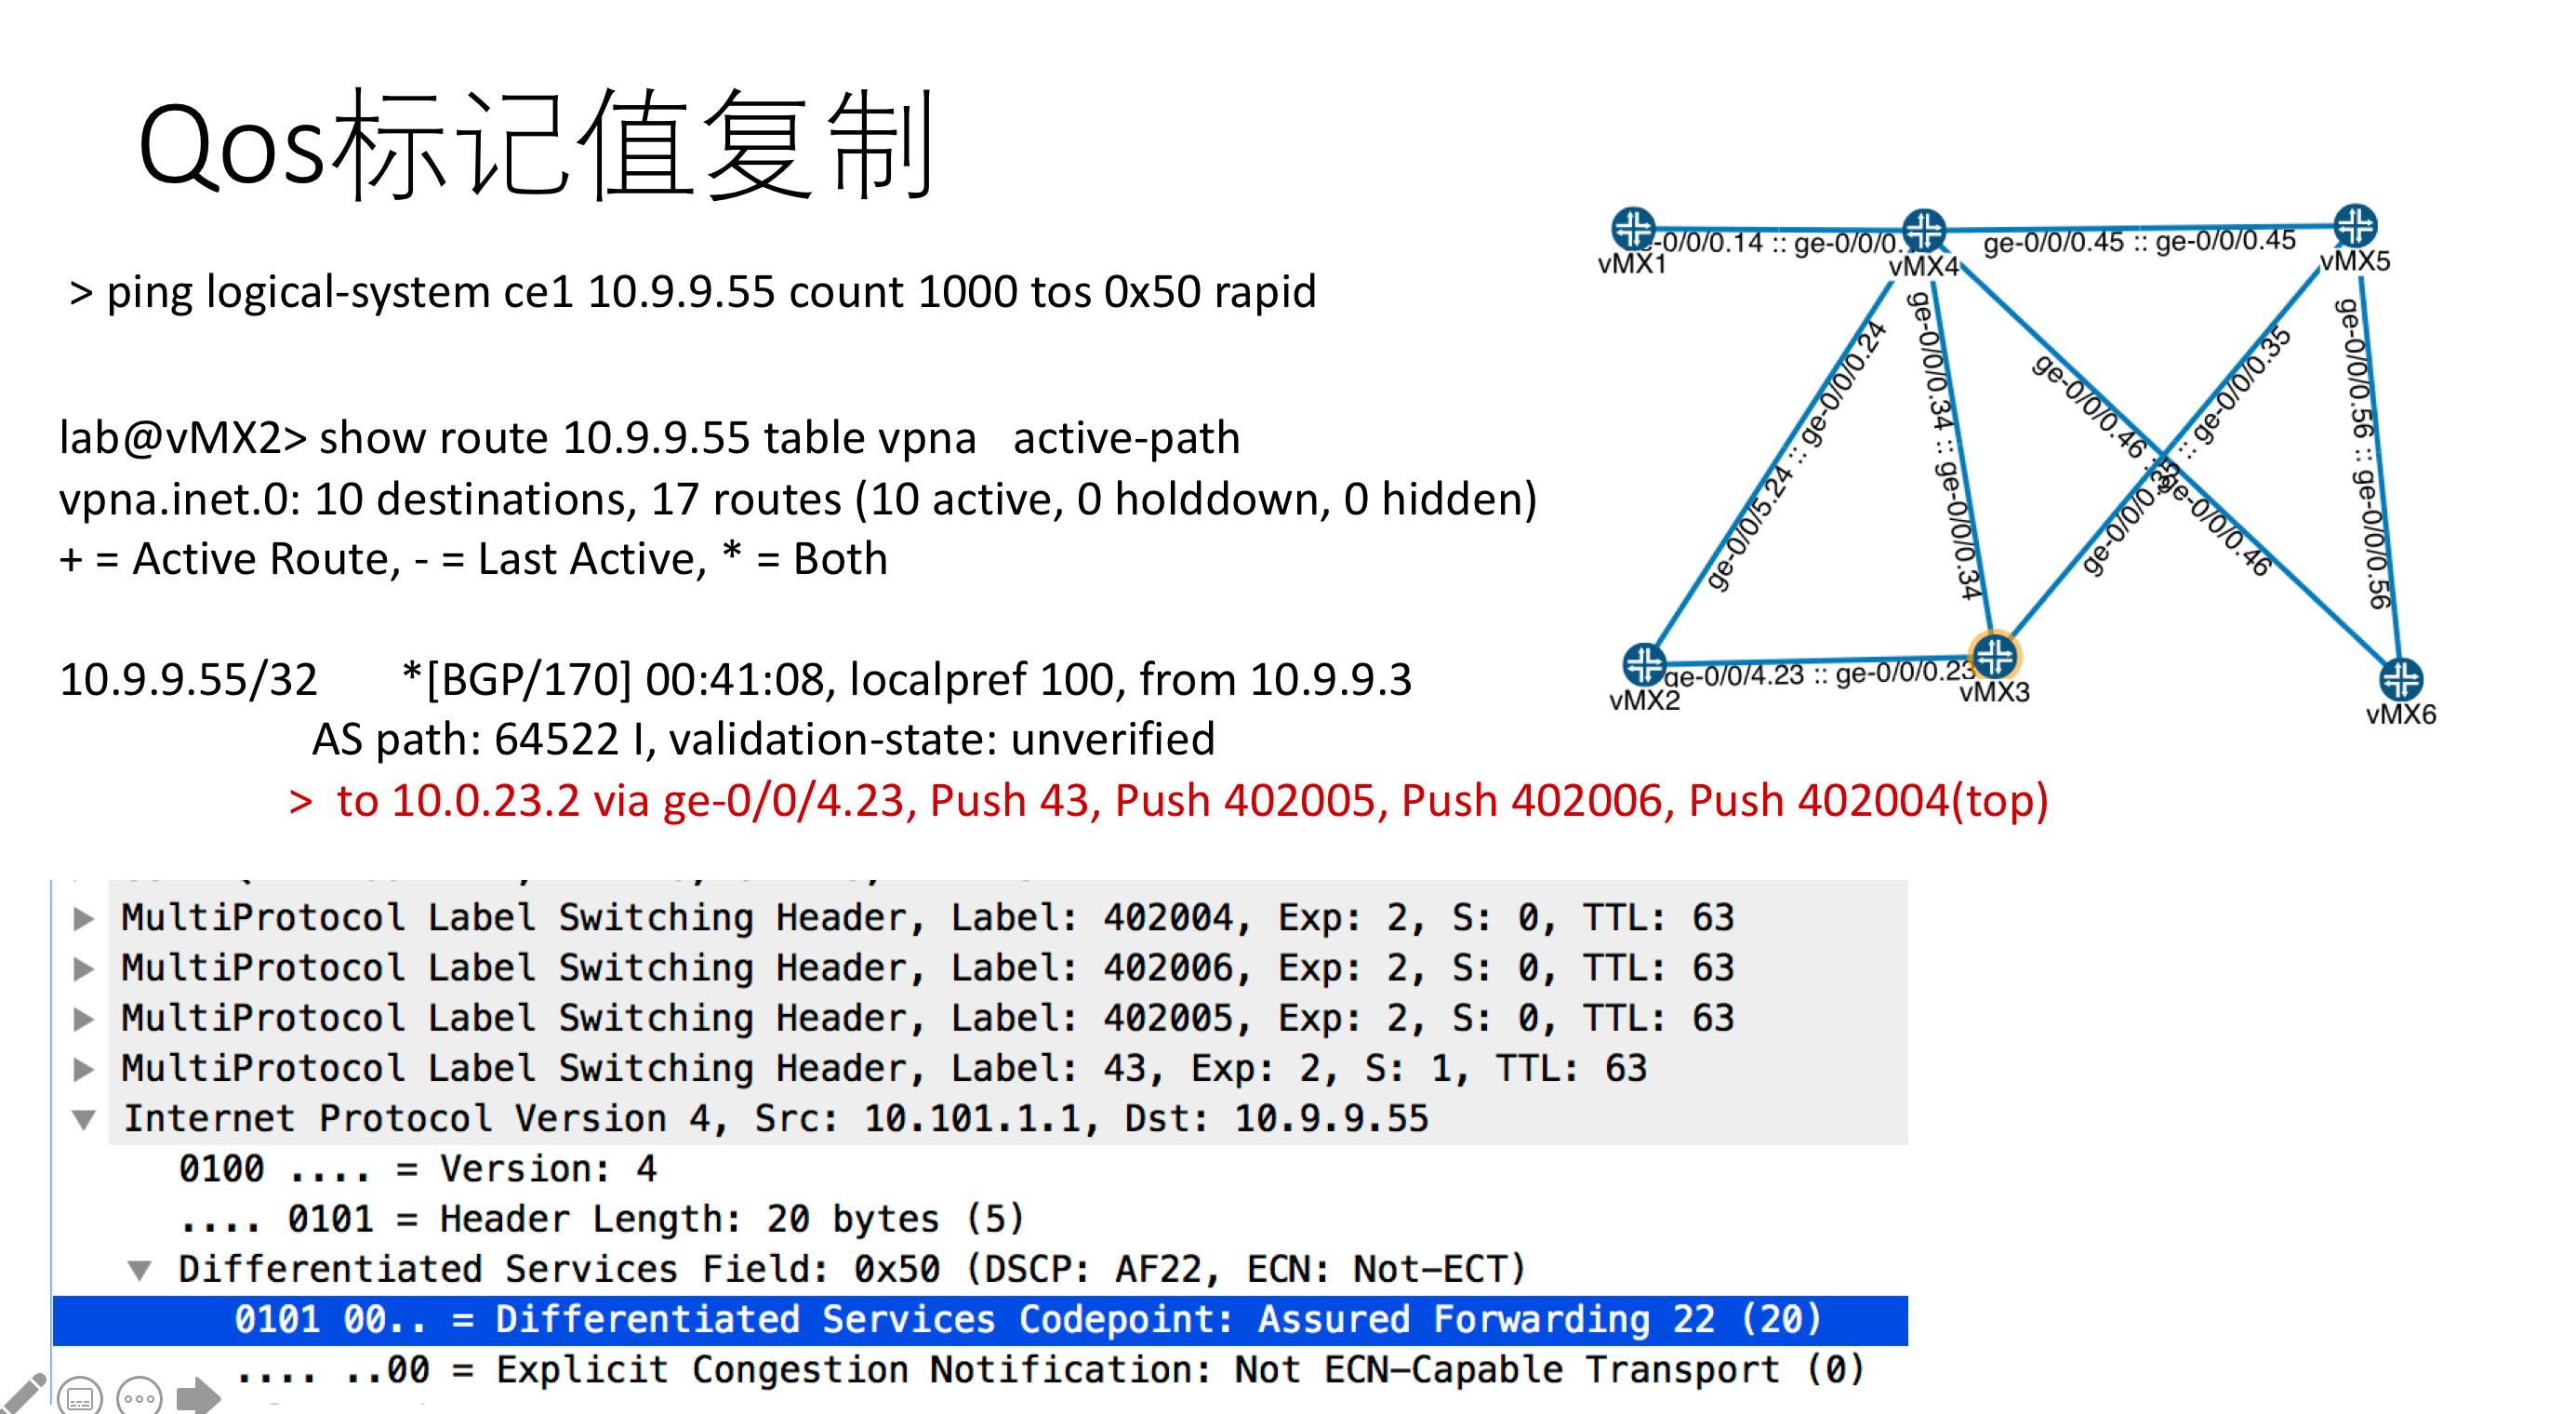 Qos标记值复制
> ping logical-system ce1 10.9.9.55 count 1000 tos 0x50 rapid
lab@vMX2> show route 10.9.9.55 table vpna   active-path
vpna.inet.0: 10 destinations, 17 routes (10 active, 0 holddown, 0 hidden)
+ = Active Route, - = Last Active, * = Both
10.9.9.55/32       *[BGP/170] 00:41:08, localpref 100, from 10.9.9.3
AS path: 64522 I, validation-state: unverified
>  to 10.0.23.2 via ge-0/0/4.23, Push 43, Push 402005, Push 402006, Push 402004(top)
-0/0/0.14 :: ge-0/0/0.
ge-0/0/0.45 :: ge-0/0/0.45
vMX1
vMX4
vMX5
ge-0/0/5.24 :: ge-0/0/0.24
ge-0/0/0.34 :: ge-0/0/0.34
ge-0/0/0.46 :: ge-0/0/0.46
ge-0/0/0.35 :: ge-0/0/0.35
ge-0/0/0.56 :: ge-0/0/0.56
ge-0/0/4.23 :: ge-0/0/0.23
vMX2
vMX3
vMX6
MultiProtocol Label Switching Header, Label: 402004, Exp: 2, S: 0, TTL: 63
MultiProtocol Label Switching Header, Label: 402006, Exp: 2, S: 0, TTL: 63
MultiProtocol Label Switching Header, Label: 402005, Exp: 2, S: 0, TTL: 63
MultiProtocol Label Switching Header, Label: 43, Exp: 2, S: 1, TTL: 63
Internet Protocol Version 4, Src: 10.101.1.1, Dst: 10.9.9.55
0100 .... = Version: 4
.... 0101 = Header Length: 20 bytes (5)
Differentiated Services Field: 0x50 (DSCP: AF22, ECN: Not-ECT)
0101 00.. = Differentiated Services Codepoint: Assured Forwarding 22 (20)
.... ..00 = Explicit Congestion Notification: Not ECN-Capable Transport (0)